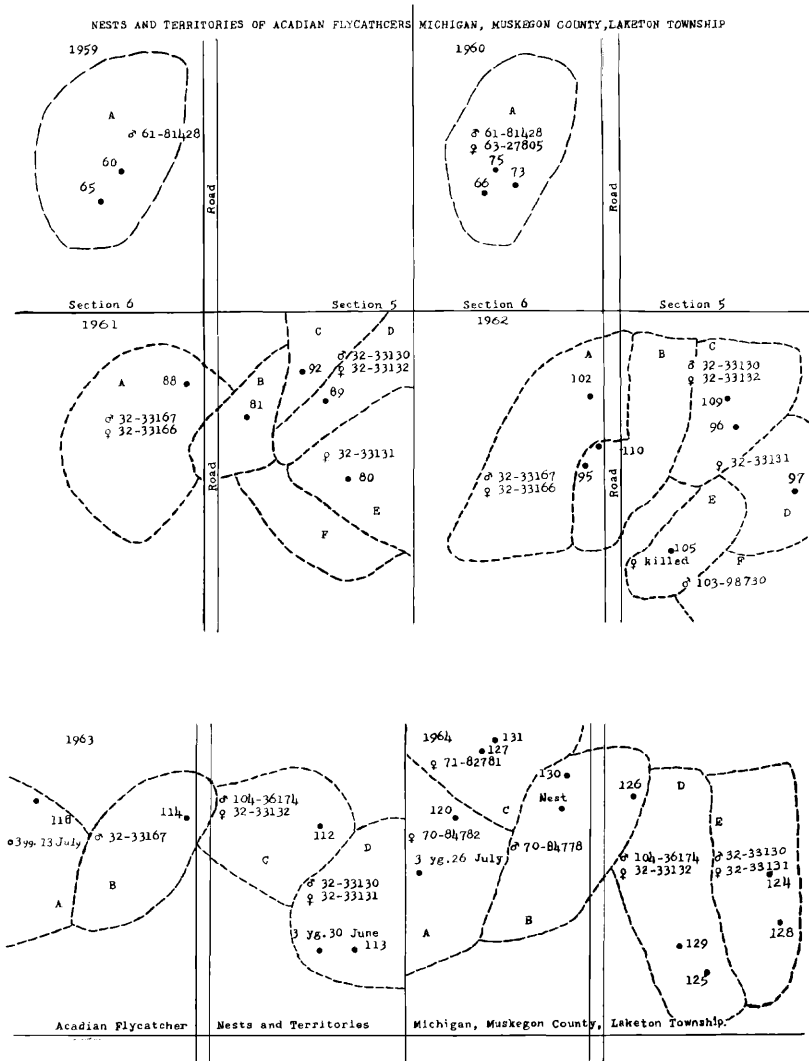 NESTS AND TERRITORIES OF ACADIAN FLYCATHCERS MICHIGAN, MUSKEGON COUNTY, LAKETON TOWNSHIP
1959
A
♂ 61-81428
60
65
Road
Section 6
Section 5
1960
A
♂ 61-81428
♀ 63-27805
75
73
66
Road
Section 6
Section 5
1961
A
88
♂ 32-33167
♀ 32-33166
B
81
C
D
♂ 32-33130
♀ 32-33132
92
89
♀ 32-33131
80
E
F
Road
1962
A
102
B
C
♂ 32-33130
♀ 32-33132
109
96
110
95
♂ 32-33167
♀ 32-33166
♀ 32-33131
97
E
D
105
♀ killed
F
♂ 103-98730
Road
1963
118
3 yg. 13 July
A
114
♂ 32-33167
B
♂ 104-36174
♀ 32-33132
112
C
D
♂ 32-33130
♀ 32-33131
3 yg. 30 June
113
1964
131
127
♀ 71-82781
C
120
♀ 70-84782
3 yg. 26 July
A
130
Nest
♂ 70-84778
B
126
D
♂ 104-36174
♀ 32-33132
129
125
E
♂ 32-33130
♀ 32-33131
124
128
Acadian Flycatcher Nests and Territories Michigan, Muskegon County, Laketon Township.